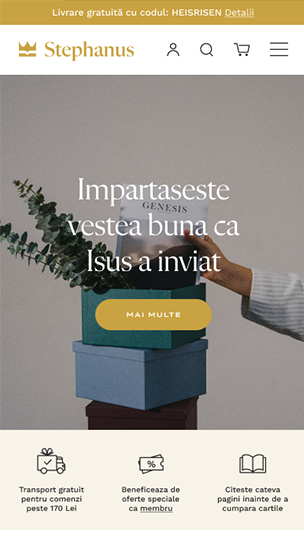 Livrare gratuită cu codul: HEISRISEN Detalii
Stephanus
GENESIS
Impartaseste
vestea buna ca
Isus a inviat
MAI MULTE
Transport gratuit
pentru comenzi
peste 170 Lei
Beneficeaza de
oferte speciale
ca membru
Citeste cateva
pagini inainte de a
cumpara cartile